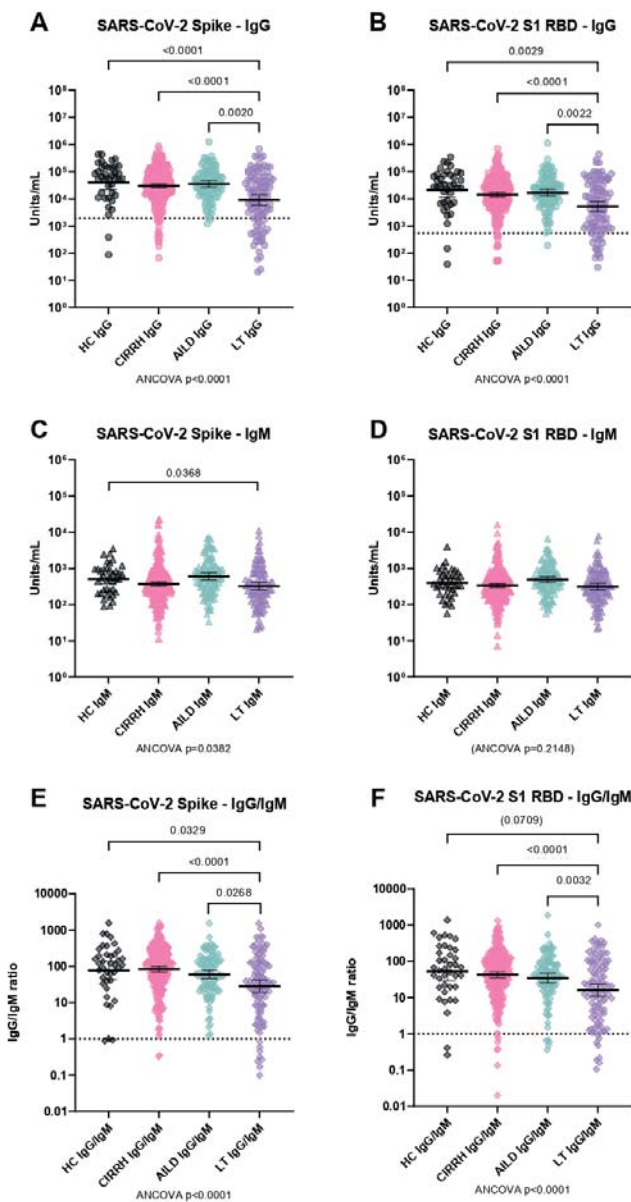 A
SARS-CoV-2 Spike - IgG
<0.0001
<0.0001
0.0020
10⁸
10⁷
10⁶
10⁵
10⁴
10³
10²
10¹
10⁰
Units/mL
HC IgG
CIRRH IgG
AILD IgG
LT IgG
ANCOVA p<0.0001
B
SARS-CoV-2 S1 RBD - IgG
0.0029
<0.0001
0.0022
10⁸
10⁷
10⁶
10⁵
10⁴
10³
10²
10¹
10⁰
Units/mL
HC IgG
CIRRH IgG
AILD IgG
LT IgG
ANCOVA p<0.0001
C
SARS-CoV-2 Spike - IgM
0.0368
10⁶
10⁵
10⁴
10³
10²
10¹
10⁰
Units/mL
HC IgM
CIRRH IgM
AILD IgM
LT IgM
ANCOVA p=0.0382
D
SARS-CoV-2 S1 RBD - IgM
10⁶
10⁵
10⁴
10³
10²
10¹
10⁰
Units/mL
HC IgM
CIRRH IgM
AILD IgM
LT IgM
(ANCOVA p=0.2148)
E
SARS-CoV-2 Spike - IgG/IgM
0.0329
<0.0001
0.0268
10000
1000
100
10
1
0.1
0.01
IgG/IgM ratio
HC IgG/IgM
CIRRH IgG/IgM
AILD IgG/IgM
LT IgG/IgM
ANCOVA p<0.0001
F
SARS-CoV-2 S1 RBD - IgG/IgM
(0.0709)
<0.0001
0.0032
10000
1000
100
10
1
0.1
0.01
IgG/IgM ratio
HC IgG/IgM
CIRRH IgG/IgM
AILD IgG/IgM
LT IgG/IgM
ANCOVA p<0.0001